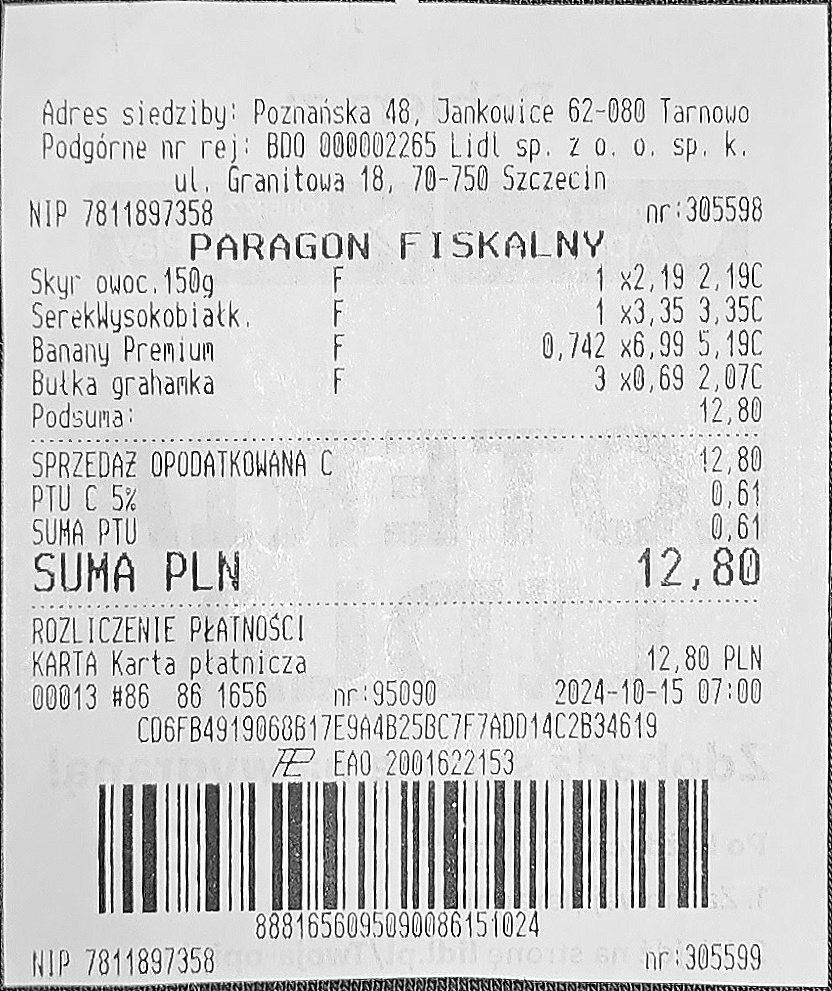 Adres siedziby: Poznańska 48, Jankowice 62-080 Tarnowo
Podgórne nr rej: BDO 000002265 Lidl sp. z o. o. sp. k.
ul. Granitowa 18, 70-750 Szczecin
NIP 7811897358 nr:305598
PARAGON FISKALNY
Skyr owoc.150g F 1 x2,19 2,19C
SerekWysokobiałk. F 1 x3,35 3,35C
Banany Premium F 0,742 x6,99 5,19C
Bułka grahamka F 3 x0,69 2,07C
Podsuma: 12,80
SPRZEDAŻ OPODATKOWANA C 12,80
PTU C 5% 0,61
SUMA PTU 0,61
SUMA PLN 12,80
ROZLICZENIE PŁATNOŚCI
KARTA Karta płatnicza 12,80 PLN
00013 #86 86 1656 nr:95090 2024-10-15 07:00
CD6FB4919068B17E9A4B25BC7F7ADD14C2B34619
EAO 2001622153
8881656095090086151024
NIP 7811897358 nr:305599